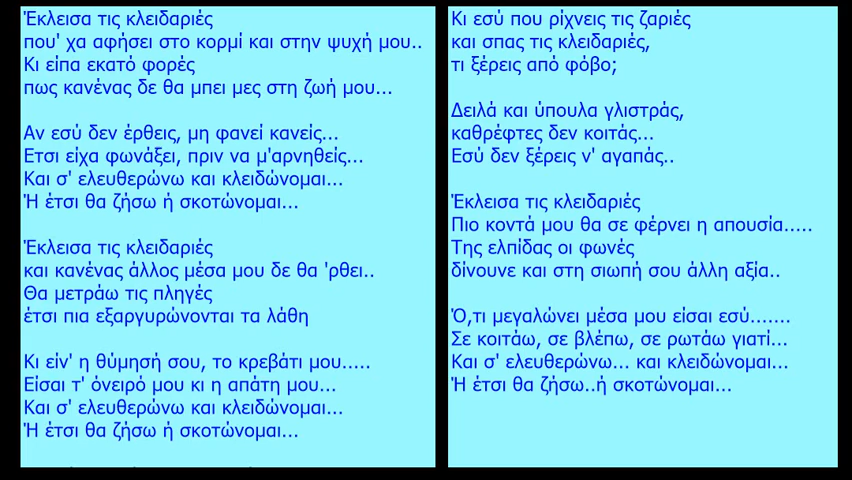 Έκλεισα τις κλειδαριές
που' χα αφήσει στο κορμί και στην ψυχή μου..
Κι είπα εκατό φορές
πως κανένας δε θα μπει μες στη ζωή μου...
Αν εσύ δεν έρθεις, μη φανεί κανείς...
Ετσι είχα φωνάξει, πριν να μ'αρνηθείς...
Και σ' ελευθερώνω και κλειδώνομαι...
Ή έτσι θα ζήσω ή σκοτώνομαι...
Έκλεισα τις κλειδαριές
και κανένας άλλος μέσα μου δε θα 'ρθει..
Θα μετράω τις πληγές
έτσι πια εξαργυρώνονται τα λάθη
Κι είν' η θύμησή σου, το κρεβάτι μου.....
Είσαι τ' όνειρό μου κι η απάτη μου...
Και σ' ελευθερώνω και κλειδώνομαι...
Ή έτσι θα ζήσω ή σκοτώνομαι...
Κι εσύ που ρίχνεις τις ζαριές
και σπας τις κλειδαριές,
τι ξέρεις από φόβο;
Δειλά και ύπουλα γλιστράς,
καθρέφτες δεν κοιτάς...
Εσύ δεν ξέρεις ν' αγαπάς..
Έκλεισα τις κλειδαριές
Πιο κοντά μου θα σε φέρνει η απουσία.....
Της ελπίδας οι φωνές
δίνουνε και στη σιωπή σου άλλη αξία..
Ό,τι μεγαλώνει μέσα μου είσαι εσύ.......
Σε κοιτάω, σε βλέπω, σε ρωτάω γιατί...
Και σ' ελευθερώνω... και κλειδώνομαι...
Ή έτσι θα ζήσω..ή σκοτώνομαι...